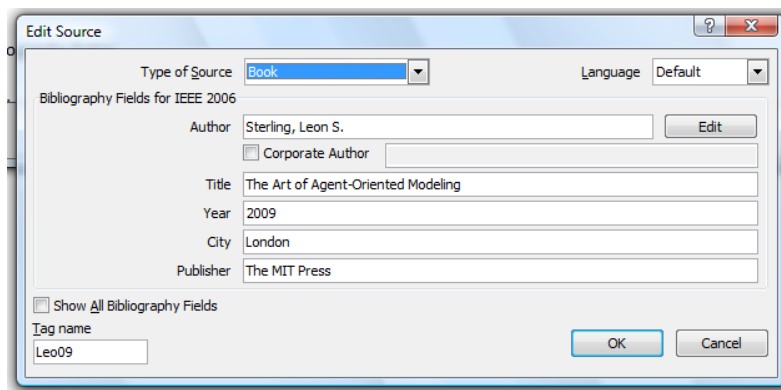 Edit Source
Type of Source Book Language Default
Bibliography Fields for IEEE 2006
Author Sterling, Leon S. Edit
Corporate Author
Title The Art of Agent-Oriented Modeling
Year 2009
City London
Publisher The MIT Press
Show All Bibliography Fields
Tag name
Leo09 OK Cancel